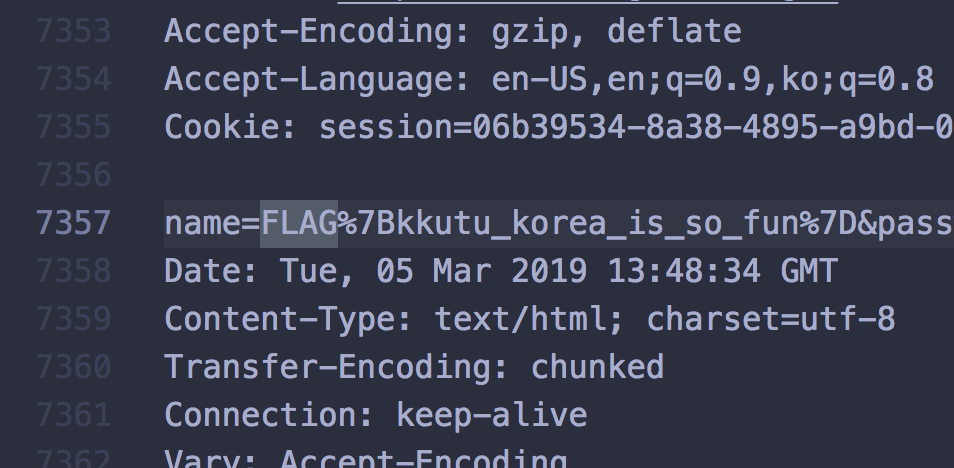 7353 Accept-Encoding: gzip, deflate
7354 Accept-Language: en-US,en;q=0.9,ko;q=0.8
7355 Cookie: session=06b39534-8a38-4895-a9bd-0
7356
7357 name=FLAG%7Bkkutu_korea_is_so_fun%7D&pass
7358 Date: Tue, 05 Mar 2019 13:48:34 GMT
7359 Content-Type: text/html; charset=utf-8
7360 Transfer-Encoding: chunked
7361 Connection: keep-alive
7362 Vary: Accept-Encoding